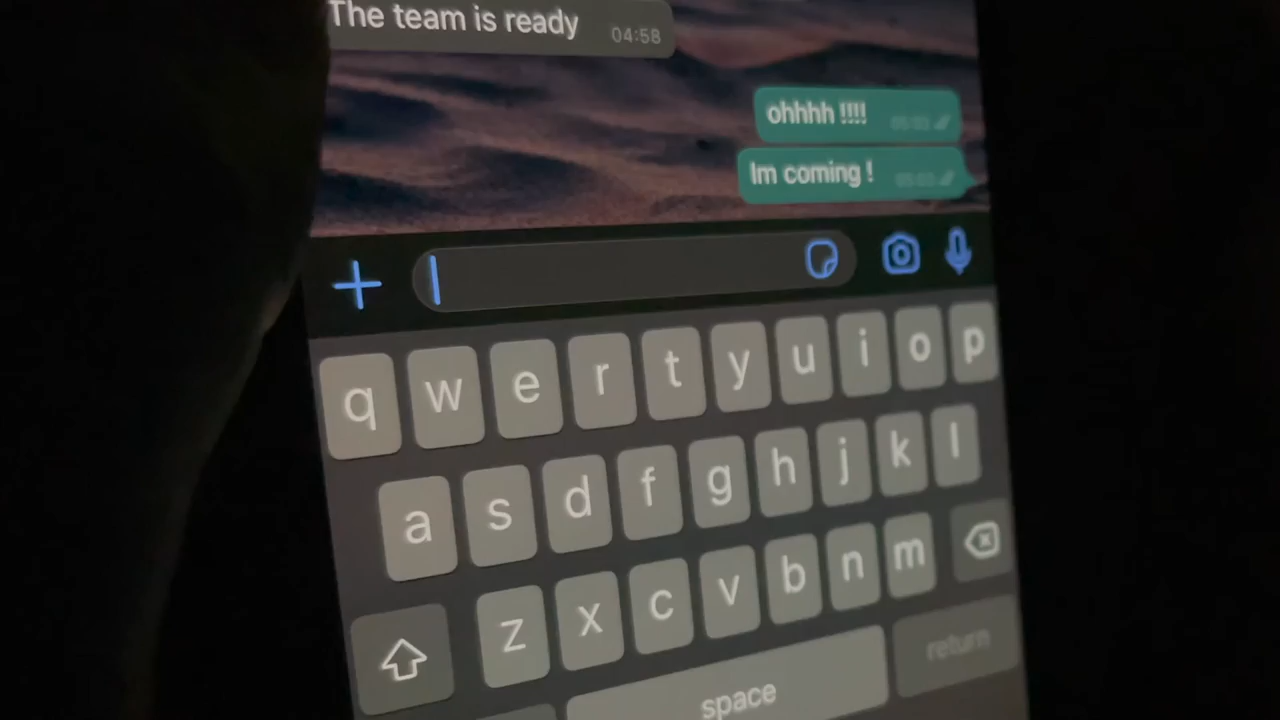 The team is ready 04:58
ohhhh !!!!
Im coming !
q w e r t y u i o p
a s d f g h j k l
z x c v b n m
space return